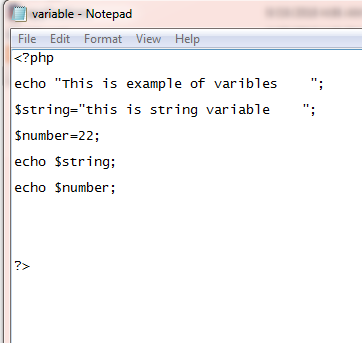 variable - Notepad
File Edit Format View Help
<?php
echo "This is example of varibles    ";
$string="this is string variable    ";
$number=22;
echo $string;
echo $number;
?>